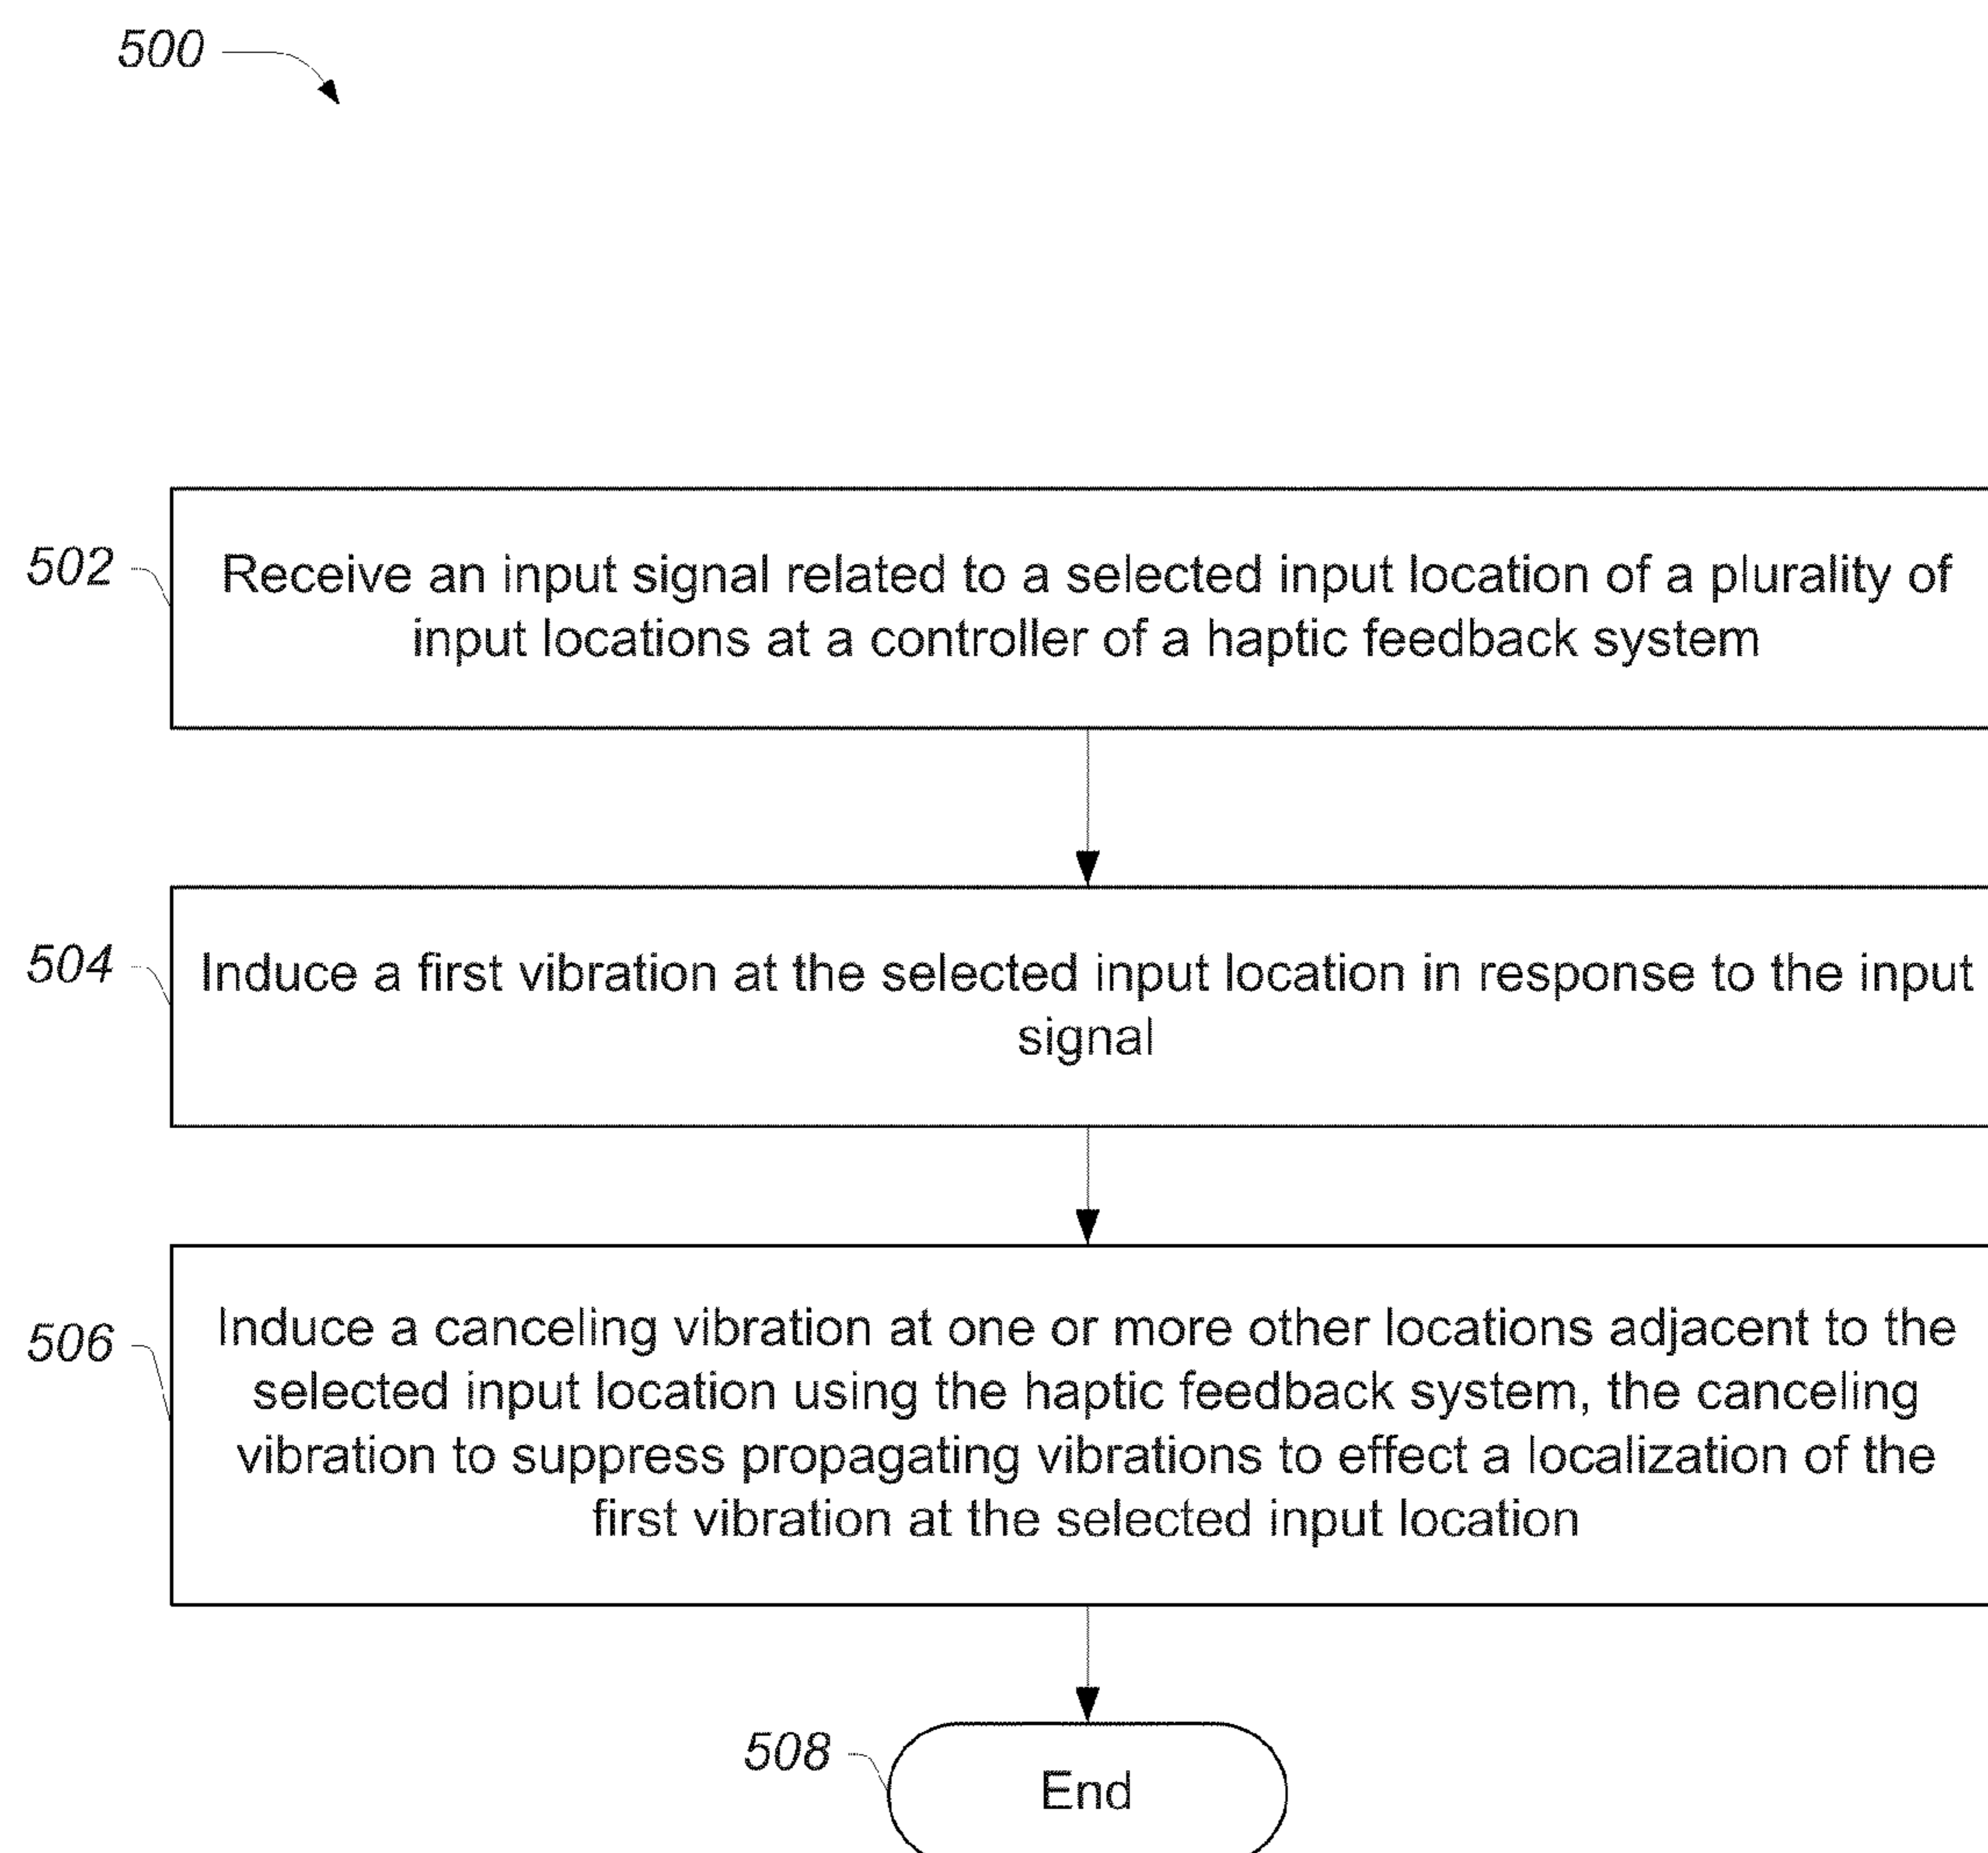 500
502
Receive an input signal related to a selected input location of a plurality of
input locations at a controller of a haptic feedback system
504
Induce a first vibration at the selected input location in response to the input
signal
506
Induce a canceling vibration at one or more other locations adjacent to the
selected input location using the haptic feedback system, the canceling
vibration to suppress propagating vibrations to effect a localization of the
first vibration at the selected input location
508
End